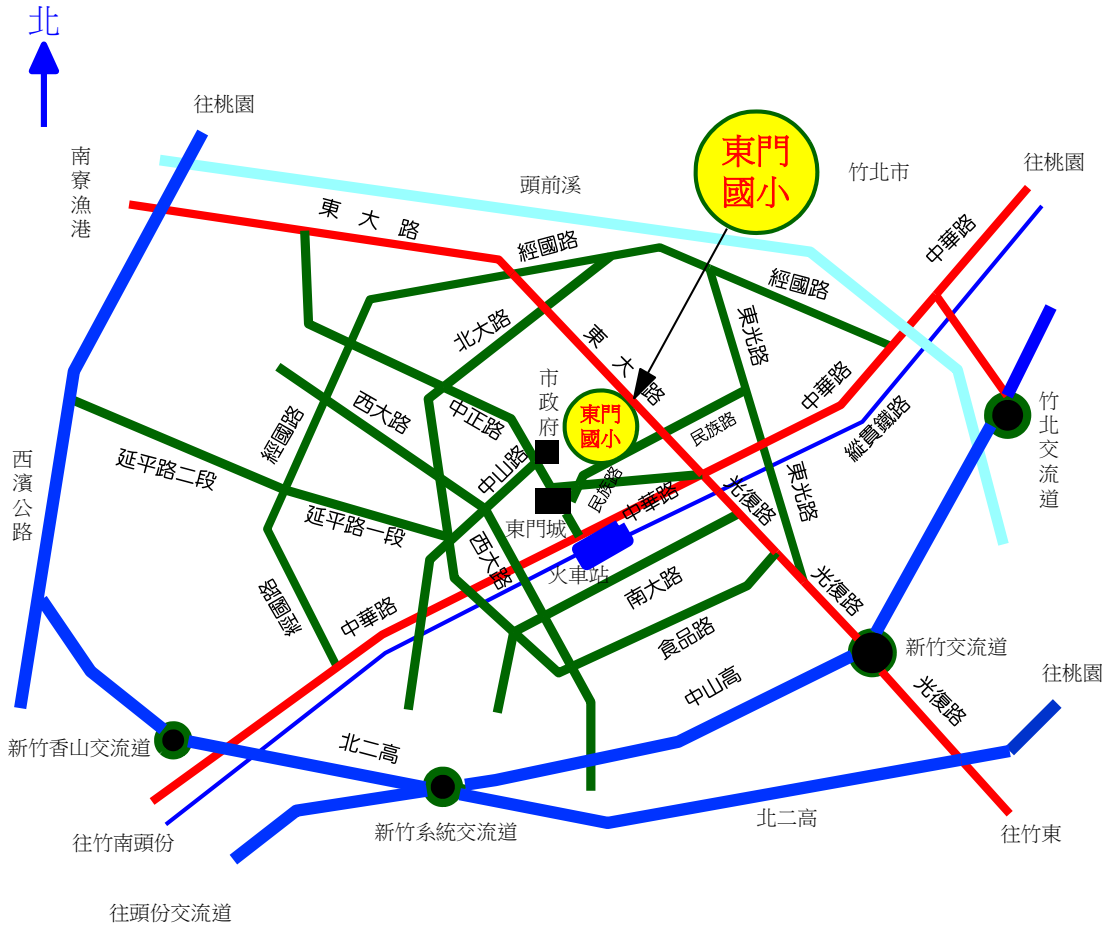 北
往桃園
南寮漁港
頭前溪
東門
國小
竹北市
往桃園
東大路
經國路
經國路
中華路
北大路
東光路
東大路
市政府
東門
國小
中華路
民族路
縱貫鐵路
竹北交流道
西大路
中正路
經國路
中山路
延平路二段
西濱公路
民族路
中華路
光復路
東光路
延平路一段
東門城
西大路
火車站
南大路
光復路
經國路
中華路
食品路
新竹交流道
中山高
光復路
往桃園
新竹香山交流道
北二高
往竹南頭份
新竹系統交流道
北二高
往竹東
往頭份交流道